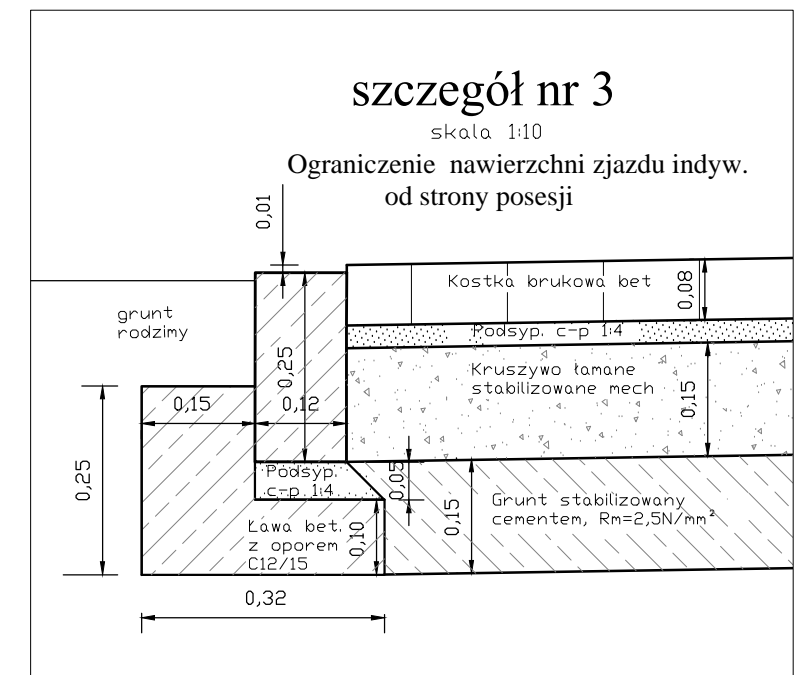 szczegół nr 3
skala 1:10
Ograniczenie nawierzchni zjazdu indyw.
od strony posesji
0,01
Kostka brukowa bet
0,08
grunt
rodzimy
Podsyp. c-p 1:4
0,25
Kruszywo łamane
stabilizowane mech
0,15
0,15
0,12
0,25
Podsyp.
c-p 1:4
0,05
Grunt stabilizowany
cementem, Rm=2,5N/mm²
0,15
Ława bet.
z oporem
C12/15
0,10
0,32